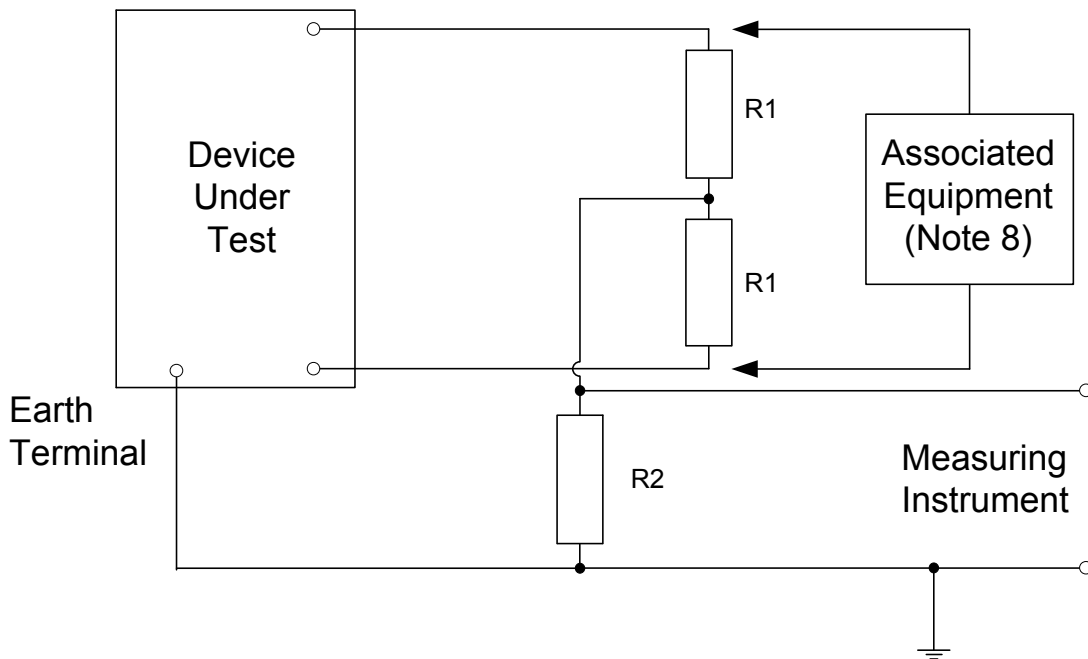 Device
Under
Test
R1
R1
Associated
Equipment
(Note 8)
Earth
Terminal
R2
Measuring
Instrument